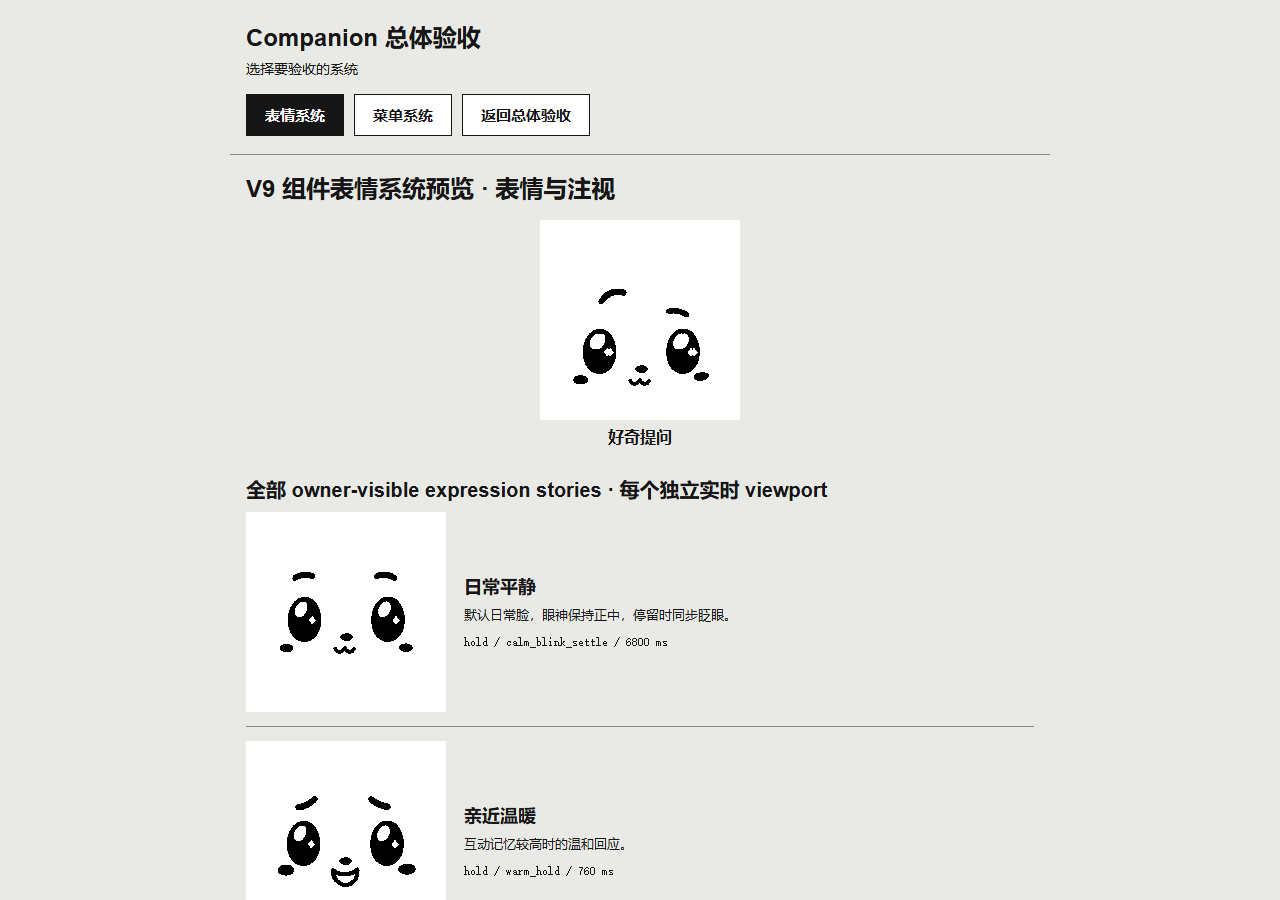 Companion 总体验收
选择要验收的系统
表情系统 菜单系统 返回总体验收
V9 组件表情系统预览 · 表情与注视
好奇提问
全部 owner-visible expression stories · 每个独立实时 viewport
日常平静
默认日常脸，眼神保持正中，停留时同步眨眼。
hold / calm_blink_settle / 6800 ms
亲近温暖
互动记忆较高时的温和回应。
hold / warm_hold / 760 ms